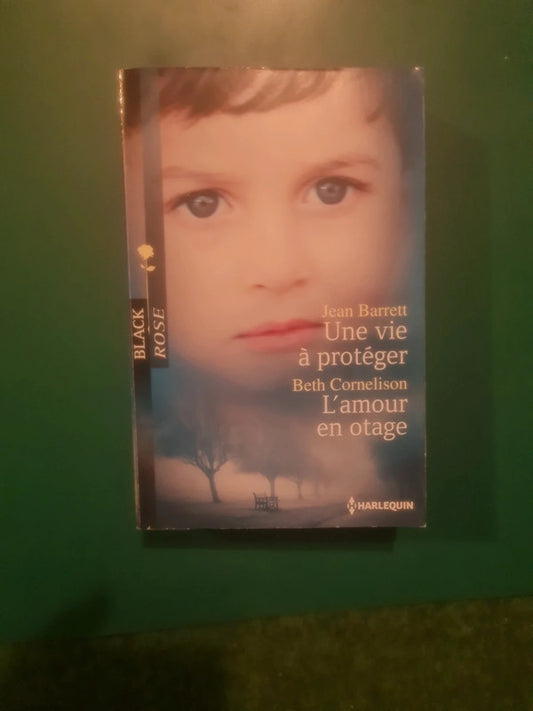 BLACK
ROSE
Jean Barrett
Une vie
à protéger
Beth Cornelison
L'amour
en otage
HARLEQUIN